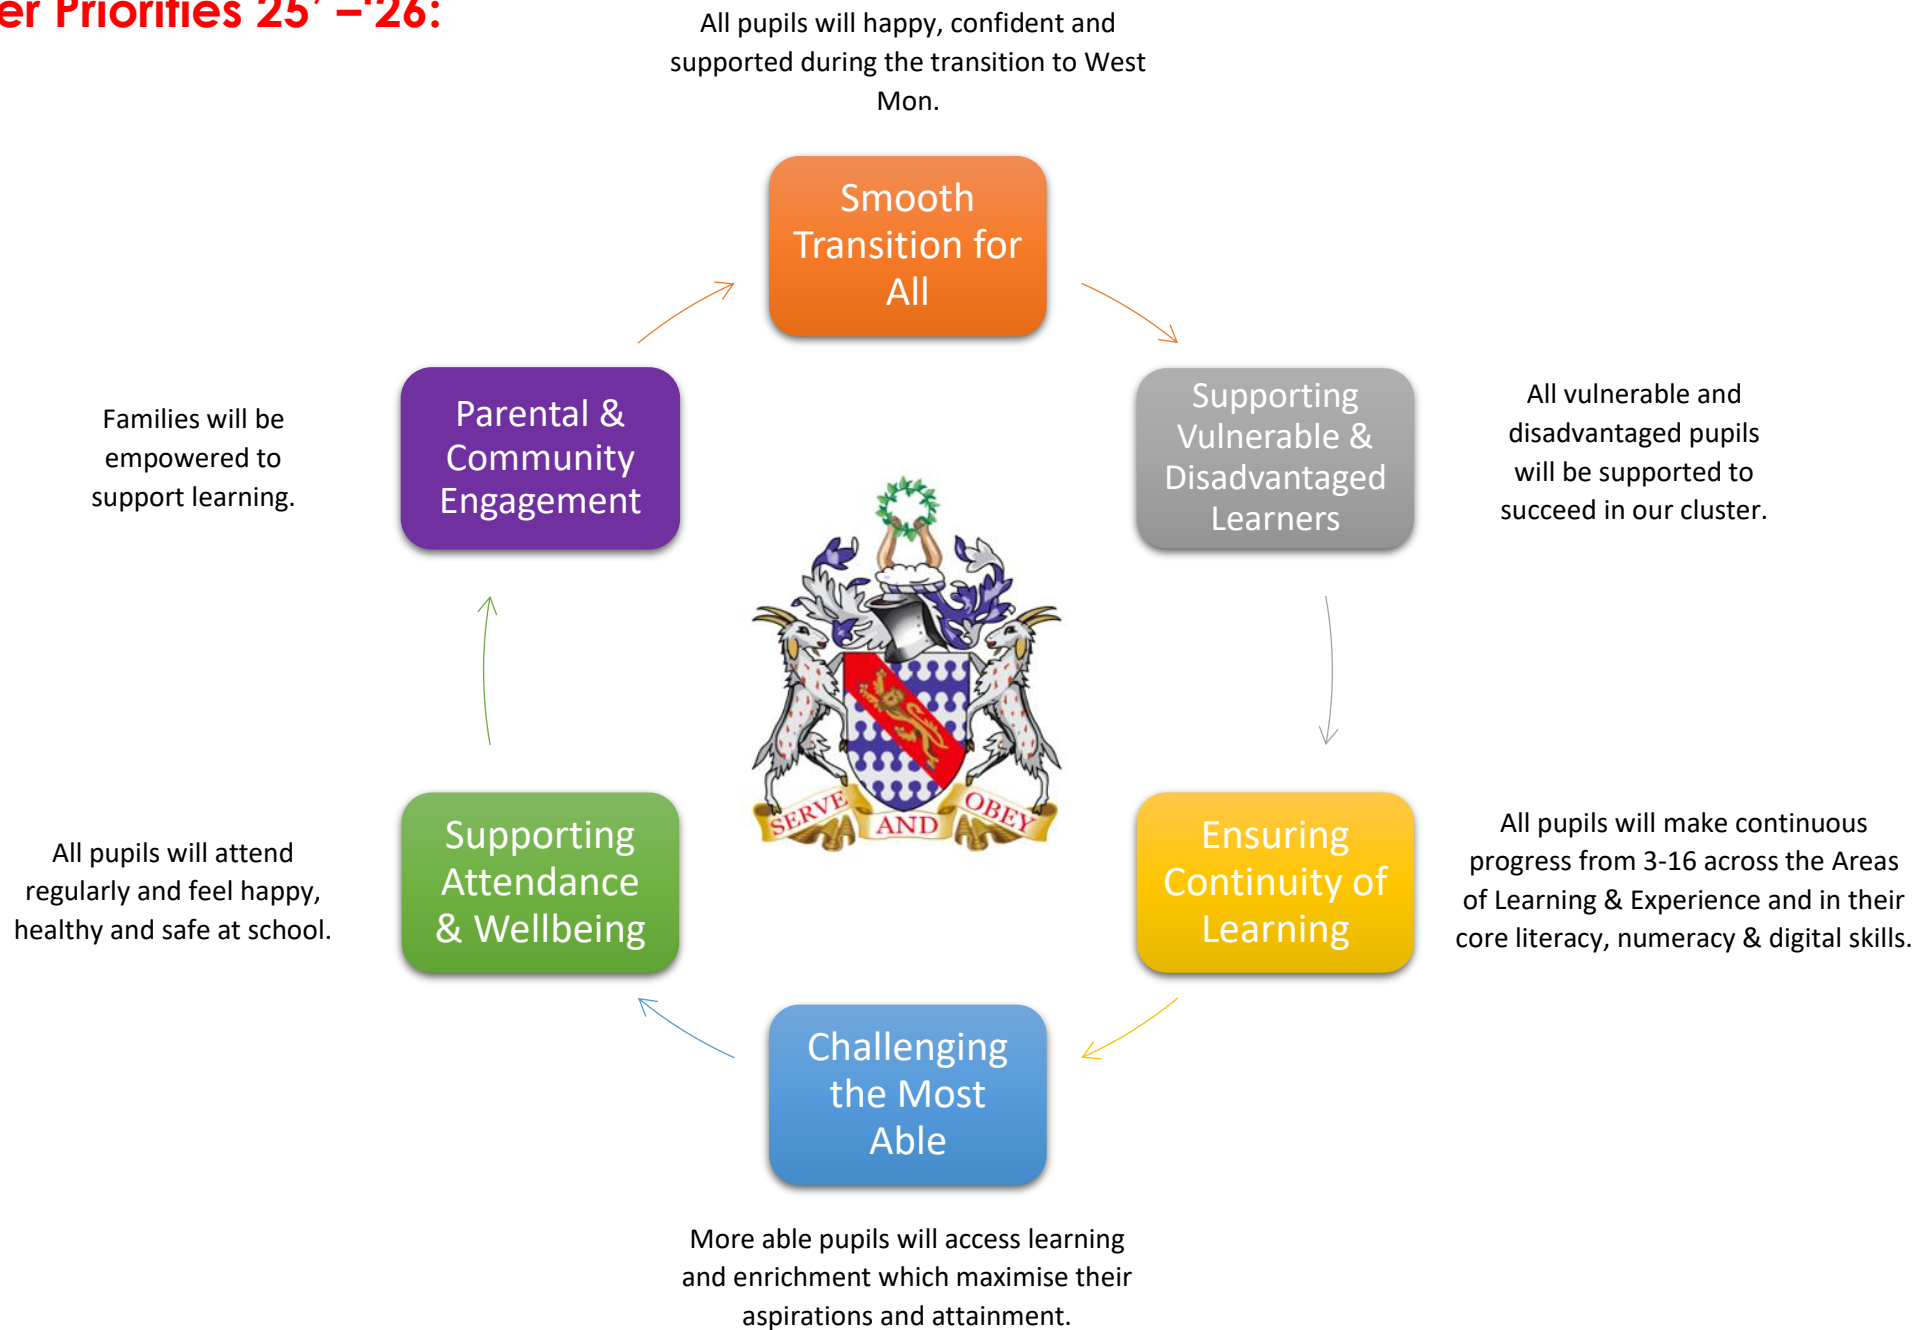 er Priorities 25’ –‘26:
All pupils will happy, confident and
supported during the transition to West
Mon.
Smooth
Transition for
All
Supporting
Vulnerable &
Disadvantaged
Learners
All vulnerable and
disadvantaged pupils
will be supported to
succeed in our cluster.
Ensuring
Continuity of
Learning
All pupils will make continuous
progress from 3-16 across the Areas
of Learning & Experience and in their
core literacy, numeracy & digital skills.
Challenging
the Most
Able
More able pupils will access learning
and enrichment which maximise their
aspirations and attainment.
Supporting
Attendance
& Wellbeing
All pupils will attend
regularly and feel happy,
healthy and safe at school.
Parental &
Community
Engagement
Families will be
empowered to
support learning.
SERVE AND OBEY